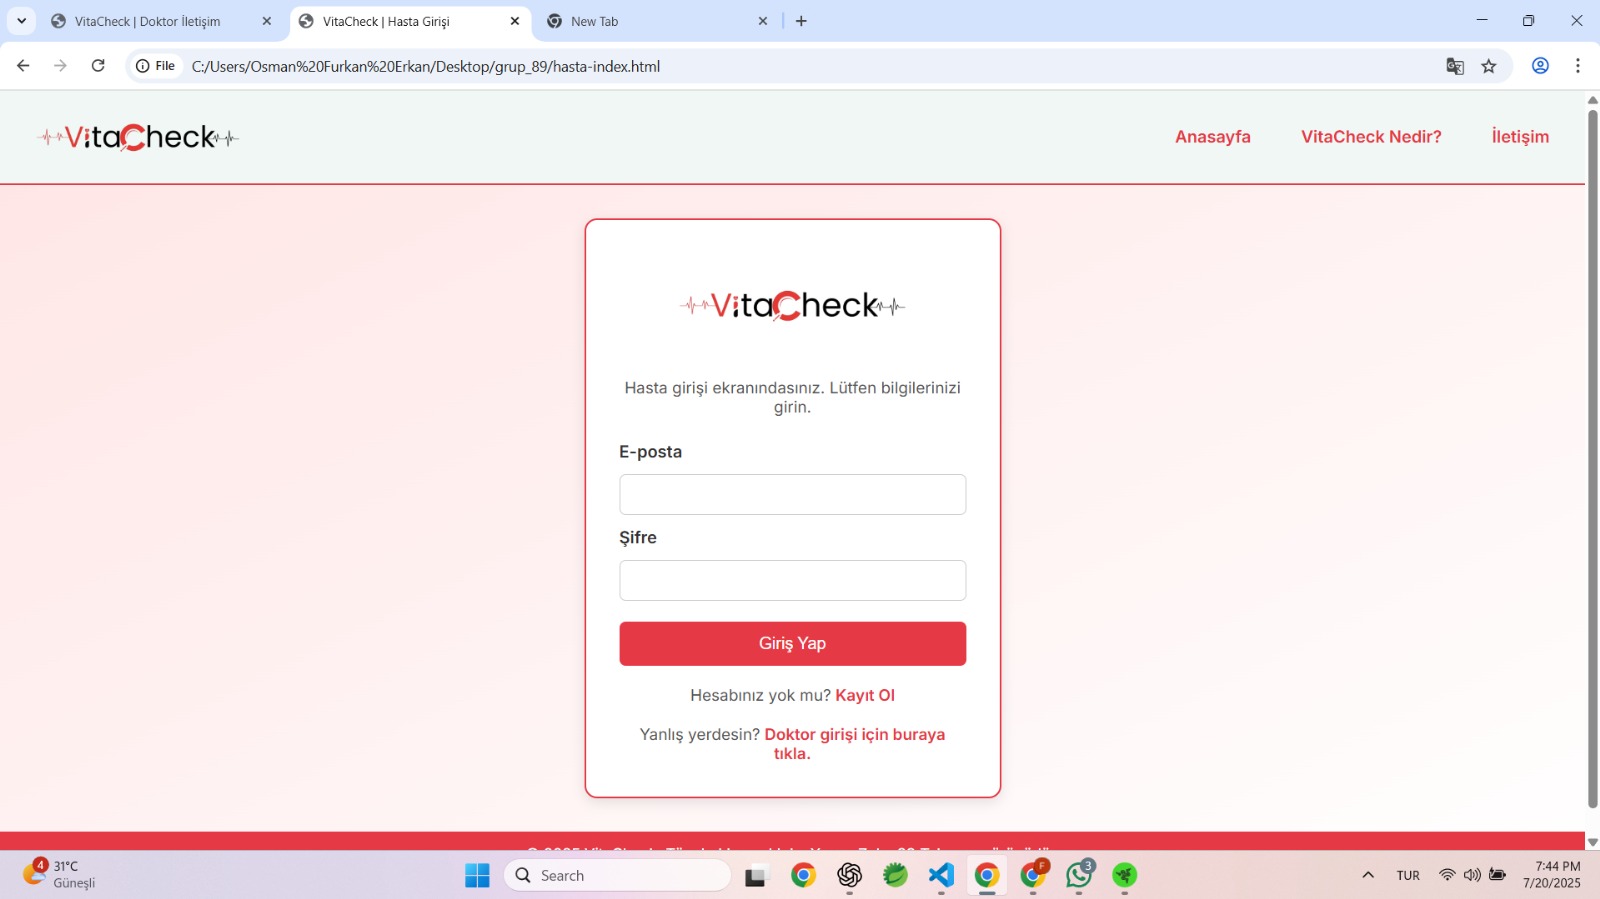 VitaCheck | Doktor İletişim
VitaCheck | Hasta Girişi
New Tab
File
C:/Users/Osman%20Furkan%20Erkan/Desktop/grup_89/hasta-index.html
VitaCheck
Anasayfa
VitaCheck Nedir?
İletişim
VitaCheck
Hasta girişi ekranındasınız. Lütfen bilgilerinizi
girin.
E-posta
Şifre
Giriş Yap
Hesabınız yok mu? Kayıt Ol
Yanlış yerdesin? Doktor girişi için buraya
tıkla.
4
31°C
Güneşli
Search
F
3
TUR
7:44 PM
7/20/2025